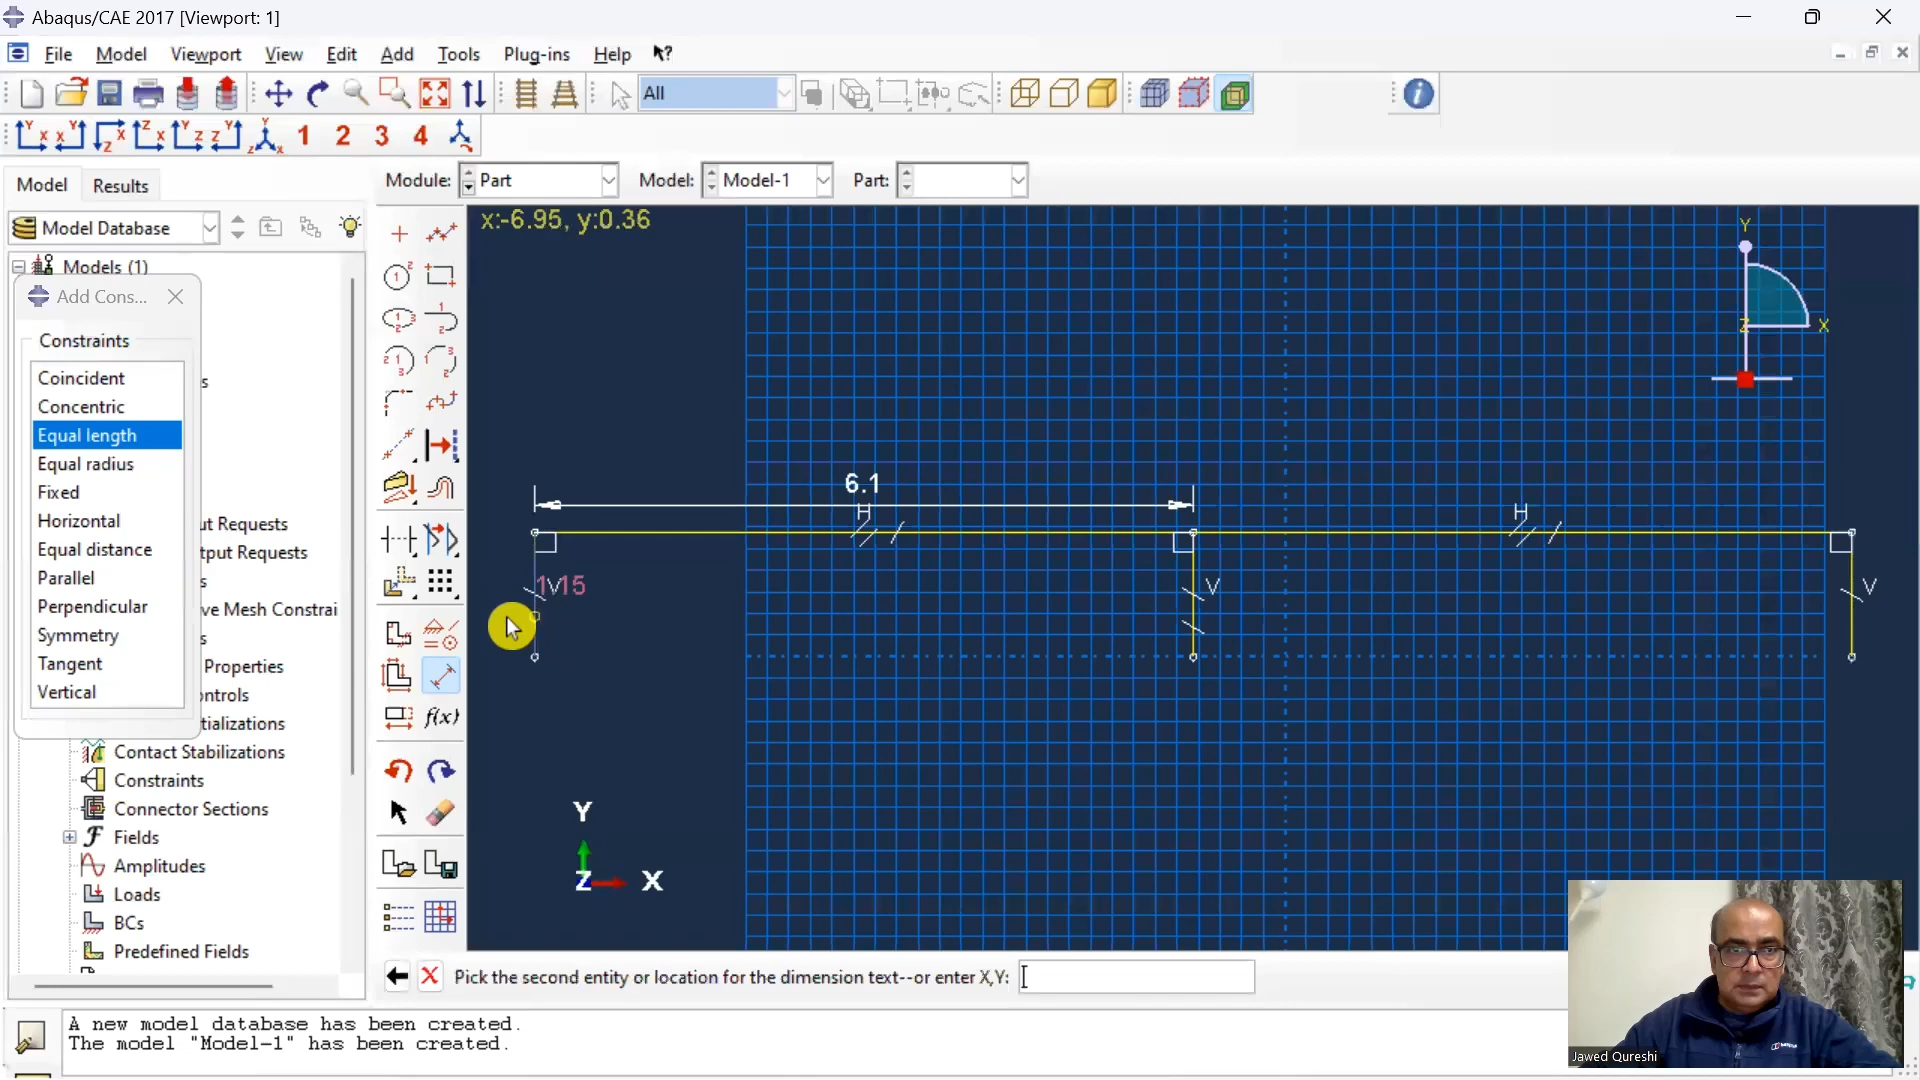 Abaqus/CAE 2017 [Viewport: 1]
File Model Viewport View Edit Add Tools Plug-ins Help
All
1 2 3 4
Model Results
Module: Part Model: Model-1 Part:
Model Database
x:-6.95, y:0.36
Models (1)
Add Cons...
Constraints
Coincident
Concentric
Equal length
Equal radius
Fixed
Horizontal
Equal distance
Parallel
Perpendicular
Symmetry
Tangent
Vertical
ut Requests
tput Requests
ve Mesh Constrai
Properties
ontrols
tializations
Contact Stabilizations
Constraints
Connector Sections
Fields
Amplitudes
Loads
BCs
Predefined Fields
f(x)
6.1
H
H
V
V
V
Y
X
Z
Y
Z X
Pick the second entity or location for the dimension text--or enter X,Y:
A new model database has been created.
The model "Model-1" has been created.
Jawed Qureshi